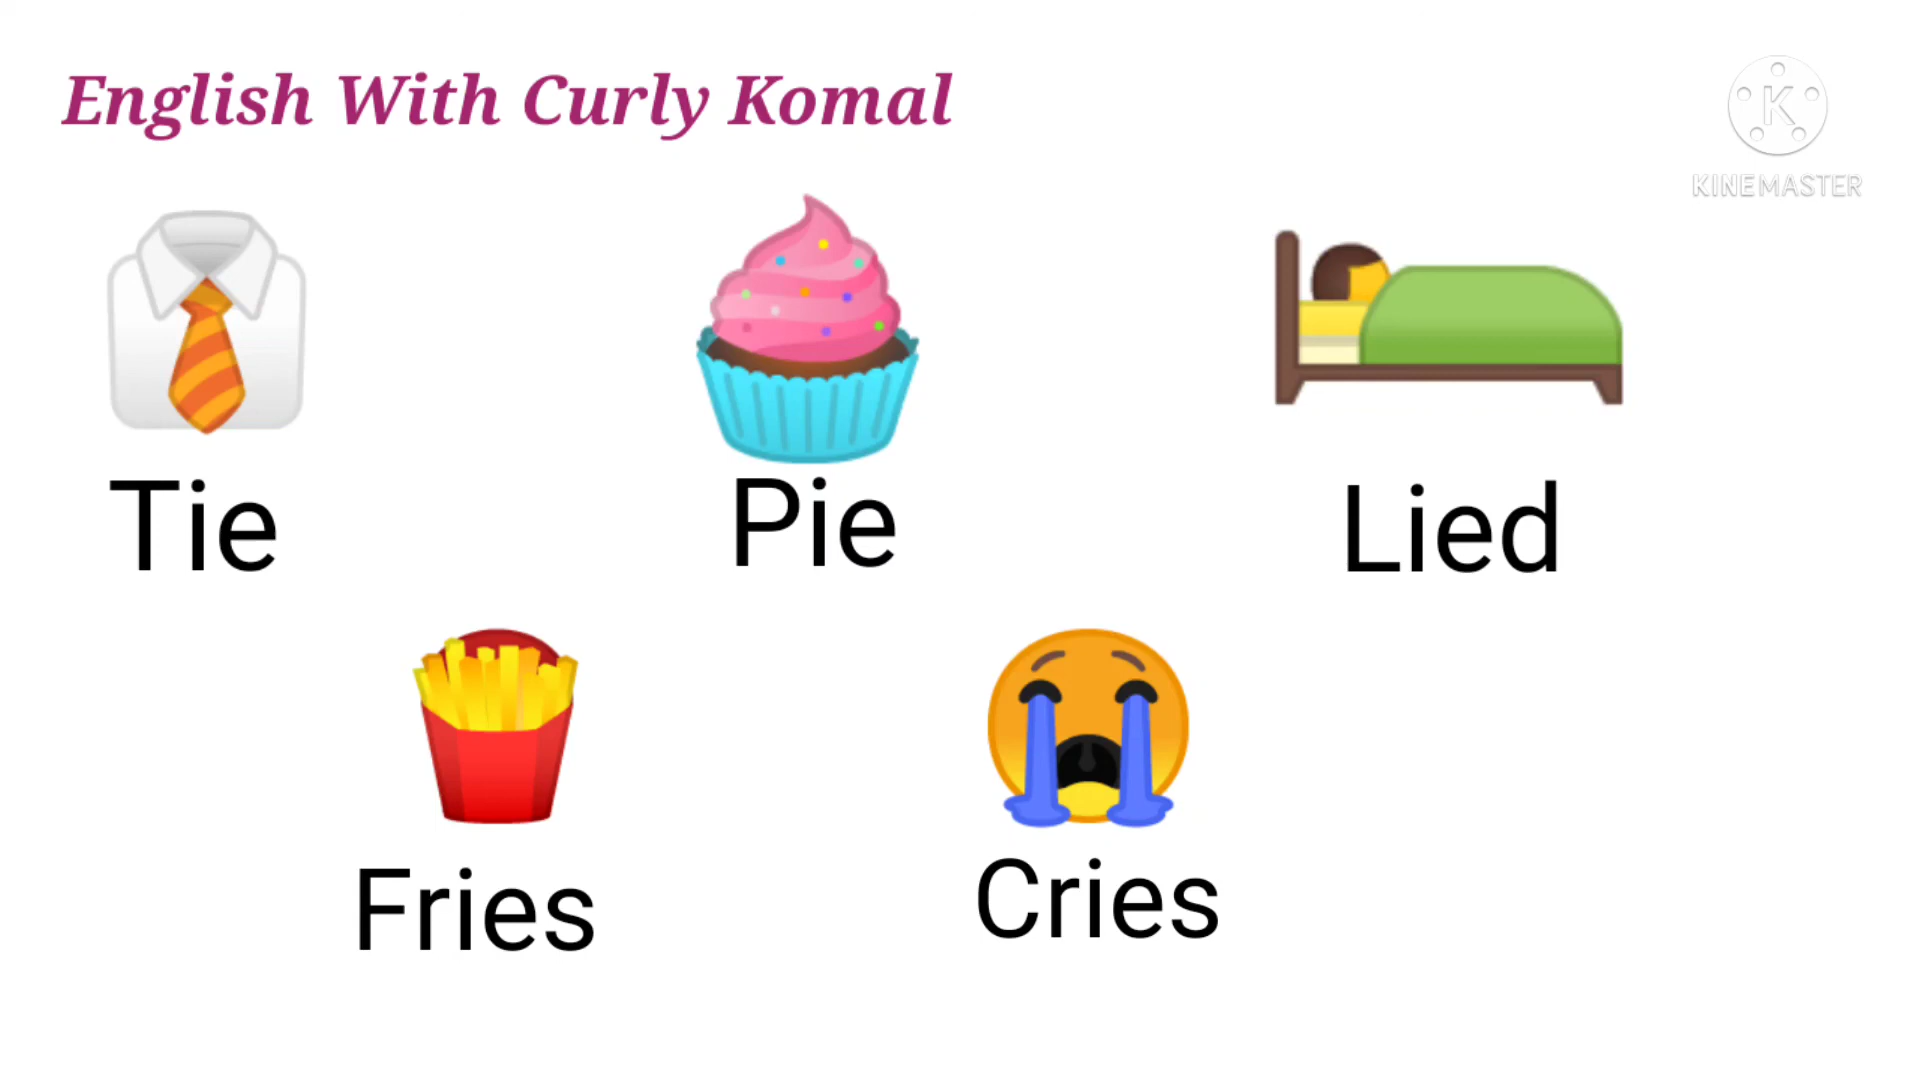 English With Curly Komal
K
KINEMASTER
Tie
Pie
Lied
Fries
Cries